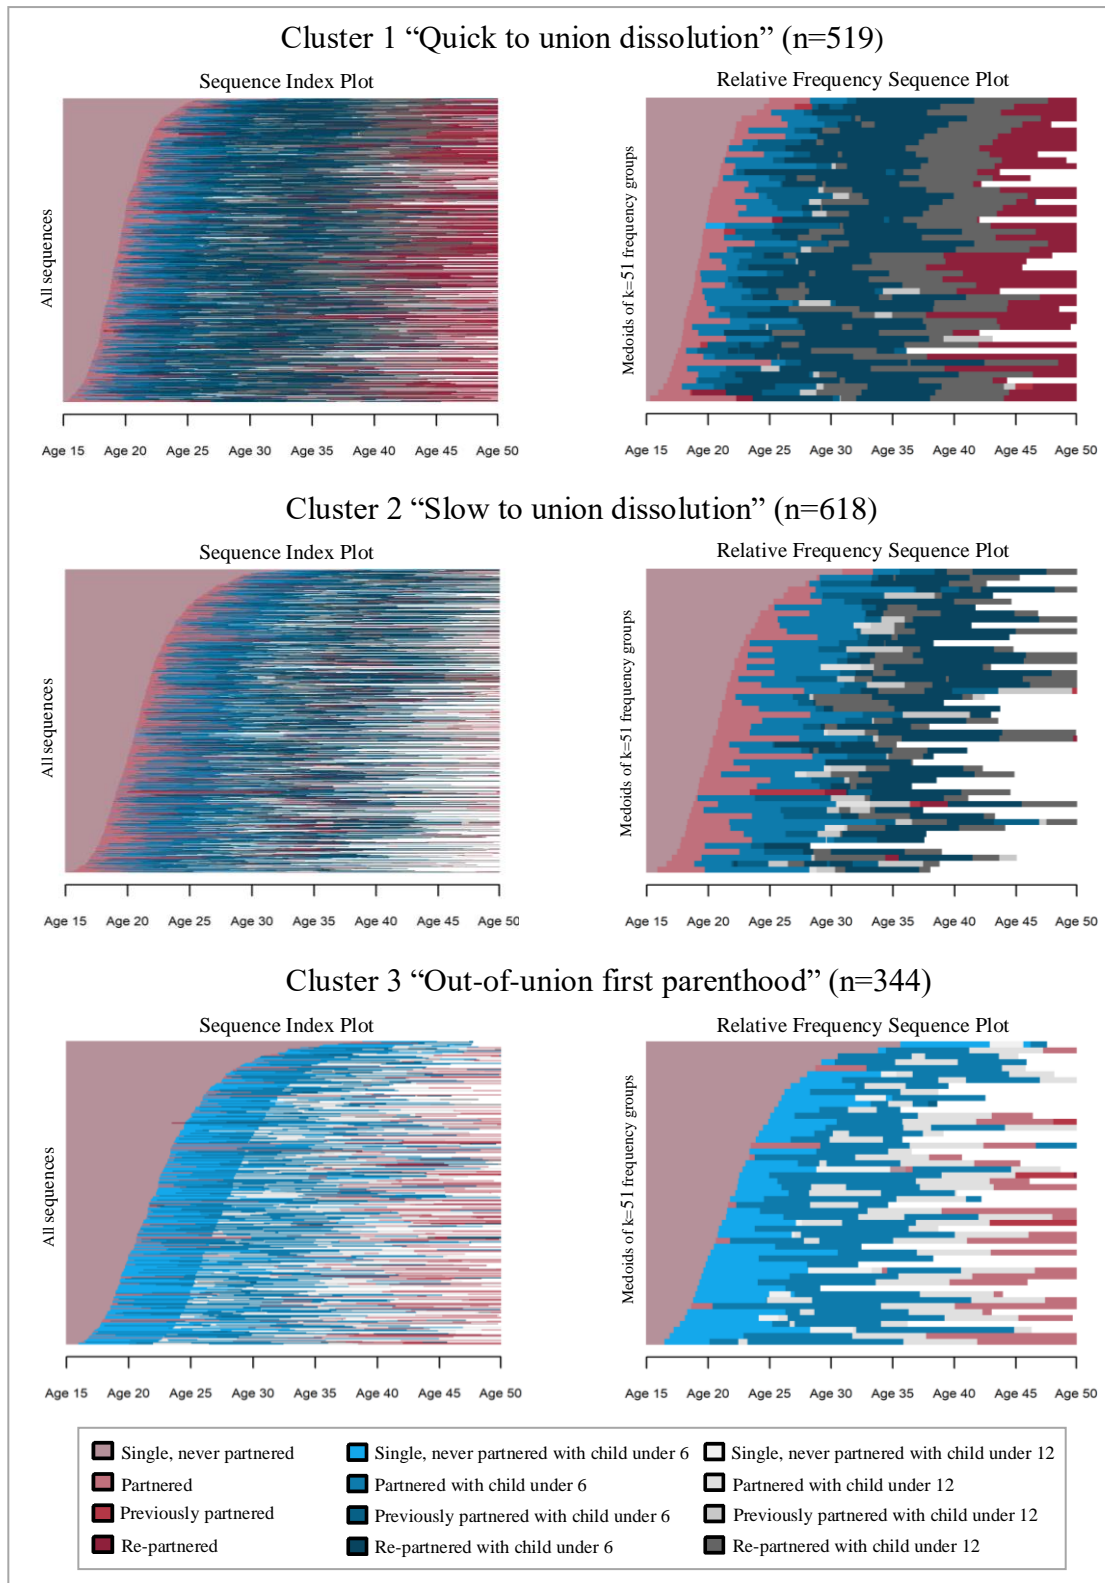 Cluster 1 “Quick to union dissolution” (n=519)
Sequence Index Plot
Relative Frequency Sequence Plot
All sequences
Medoids of k=51 frequency groups
Age 15 Age 20 Age 25 Age 30 Age 35 Age 40 Age 45 Age 50
Age 15 Age 20 Age 25 Age 30 Age 35 Age 40 Age 45 Age 50
Cluster 2 “Slow to union dissolution” (n=618)
Sequence Index Plot
Relative Frequency Sequence Plot
All sequences
Medoids of k=51 frequency groups
Age 15 Age 20 Age 25 Age 30 Age 35 Age 40 Age 45 Age 50
Age 15 Age 20 Age 25 Age 30 Age 35 Age 40 Age 45 Age 50
Cluster 3 “Out-of-union first parenthood” (n=344)
Sequence Index Plot
Relative Frequency Sequence Plot
All sequences
Medoids of k=51 frequency groups
Age 15 Age 20 Age 25 Age 30 Age 35 Age 40 Age 45 Age 50
Age 15 Age 20 Age 25 Age 30 Age 35 Age 40 Age 45 Age 50
Single, never partnered
Partnered
Previously partnered
Re-partnered
Single, never partnered with child under 6
Partnered with child under 6
Previously partnered with child under 6
Re-partnered with child under 6
Single, never partnered with child under 12
Partnered with child under 12
Previously partnered with child under 12
Re-partnered with child under 12